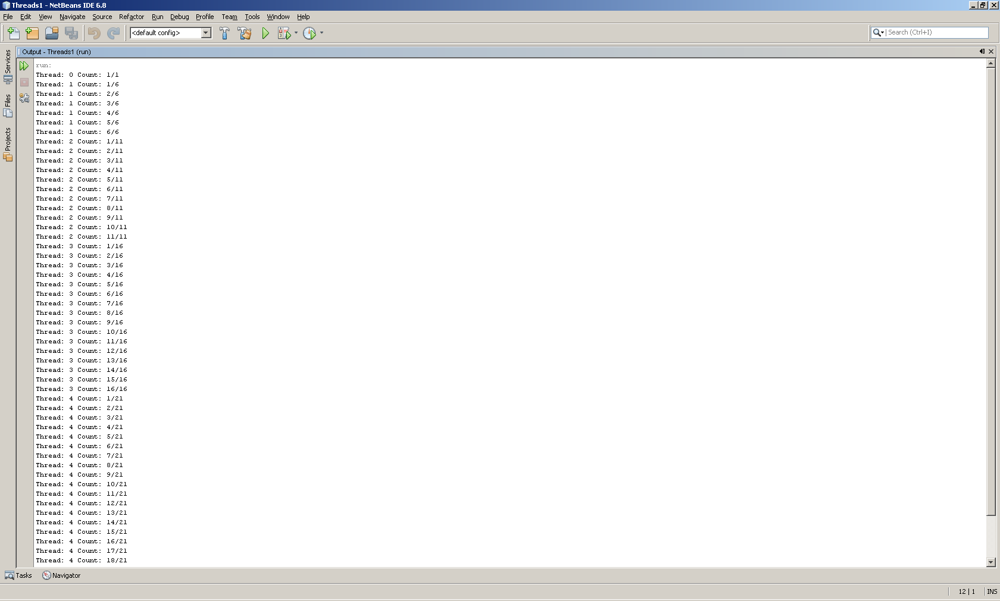 Threads1 - NetBeans IDE 6.8
File Edit View Navigate Source Refactor Run Debug Profile Team Tools Window Help
<default config>
Search (Ctrl+I)
Services
Files
Projects
Output - Threads1 (run)
run:
Thread: 0 Count: 1/1
Thread: 1 Count: 1/6
Thread: 1 Count: 2/6
Thread: 1 Count: 3/6
Thread: 1 Count: 4/6
Thread: 1 Count: 5/6
Thread: 1 Count: 6/6
Thread: 2 Count: 1/11
Thread: 2 Count: 2/11
Thread: 2 Count: 3/11
Thread: 2 Count: 4/11
Thread: 2 Count: 5/11
Thread: 2 Count: 6/11
Thread: 2 Count: 7/11
Thread: 2 Count: 8/11
Thread: 2 Count: 9/11
Thread: 2 Count: 10/11
Thread: 2 Count: 11/11
Thread: 3 Count: 1/16
Thread: 3 Count: 2/16
Thread: 3 Count: 3/16
Thread: 3 Count: 4/16
Thread: 3 Count: 5/16
Thread: 3 Count: 6/16
Thread: 3 Count: 7/16
Thread: 3 Count: 8/16
Thread: 3 Count: 9/16
Thread: 3 Count: 10/16
Thread: 3 Count: 11/16
Thread: 3 Count: 12/16
Thread: 3 Count: 13/16
Thread: 3 Count: 14/16
Thread: 3 Count: 15/16
Thread: 3 Count: 16/16
Thread: 4 Count: 1/21
Thread: 4 Count: 2/21
Thread: 4 Count: 3/21
Thread: 4 Count: 4/21
Thread: 4 Count: 5/21
Thread: 4 Count: 6/21
Thread: 4 Count: 7/21
Thread: 4 Count: 8/21
Thread: 4 Count: 9/21
Thread: 4 Count: 10/21
Thread: 4 Count: 11/21
Thread: 4 Count: 12/21
Thread: 4 Count: 13/21
Thread: 4 Count: 14/21
Thread: 4 Count: 15/21
Thread: 4 Count: 16/21
Thread: 4 Count: 17/21
Thread: 4 Count: 18/21
Tasks Navigator
12 | 1 INS